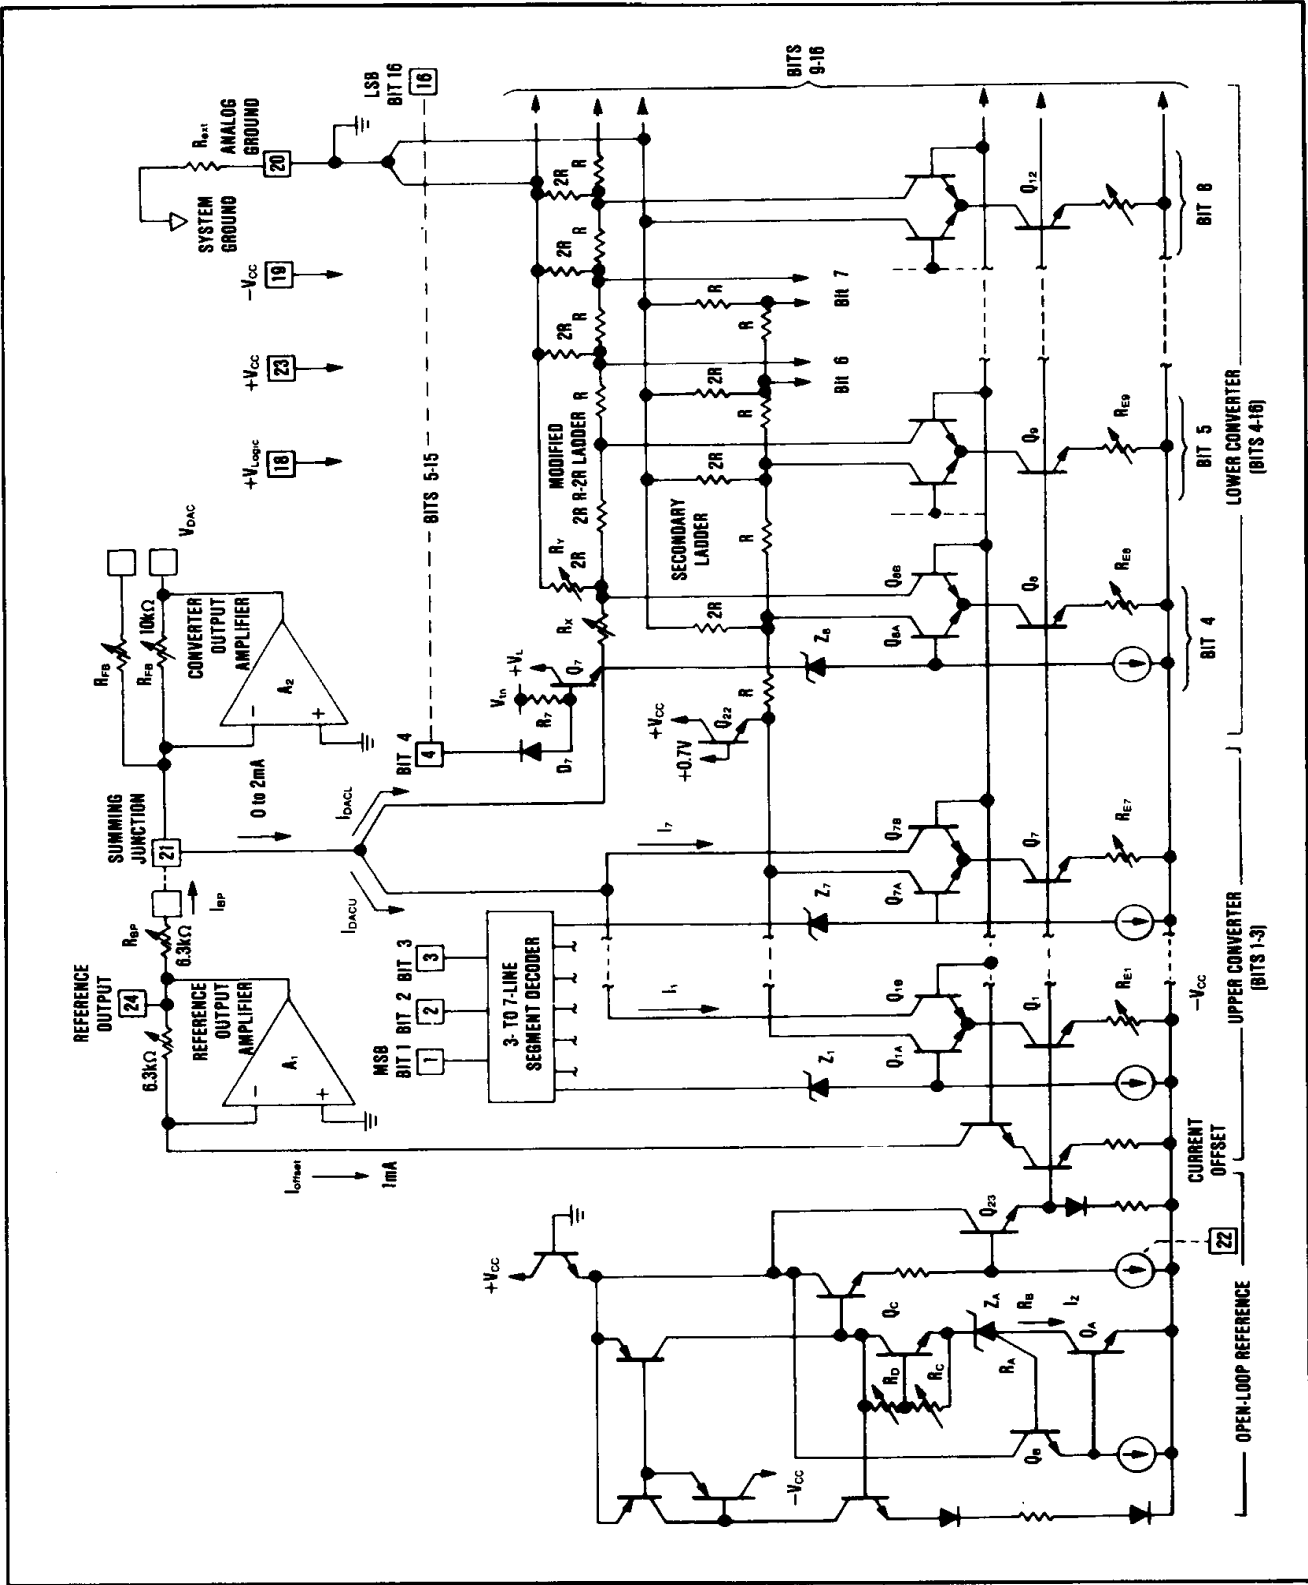 REFERENCE
OUTPUT
24
6.3kΩ
REFERENCE
OUTPUT
AMPLIFIER
A₁
−
+
Ioffset
1mA
RBP
6.3kΩ
IBP
SUMMING
JUNCTION
21
0 to 2mA
IDACU
IDACL
RFB
RFB 10kΩ
CONVERTER
OUTPUT
AMPLIFIER
A₂
−
+
VDAC
+VLogic
18
+VCC
23
−VCC
19
SYSTEM
GROUND
Rext
ANALOG
GROUND
20
MSB
BIT 1 BIT 2 BIT 3
1
2
3
3- TO 7-LINE
SEGMENT DECODER
BIT 4
4
BITS 5-15
LSB
BIT 16
16
D7
R7
Vtn
+VL
Q7
RX
RY
2R
MODIFIED
2R R-2R LADDER
2R
2R
2R
R
R
R
R
SECONDARY
LADDER
2R
2R
2R
R
R
R
R
R
Bit 6
Bit 7
BITS
9-16
+VCC
+0.7V
Q22
I₁
I₇
Z1
Z7
Z8
Q1A
Q1B
Q7A
Q7B
Q8A
Q8B
Q1
Q7
Q8
Q9
Q12
RE1
RE7
RE8
RE9
+VCC
−VCC
QC
RD
RC
ZA
RB
IZ
RA
QA
QB
Q23
22
CURRENT
OFFSET
−VCC
BIT 4
BIT 5
BIT 8
OPEN-LOOP REFERENCE
UPPER CONVERTER
(BITS 1-3)
LOWER CONVERTER
(BITS 4-16)